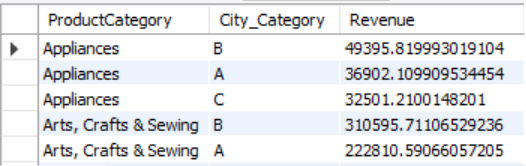 ProductCategory City_Category Revenue
Appliances B 49395.819993019104
Appliances A 36902.109909534454
Appliances C 32501.2100148201
Arts, Crafts & Sewing B 310595.71106529236
Arts, Crafts & Sewing A 222810.59066057205